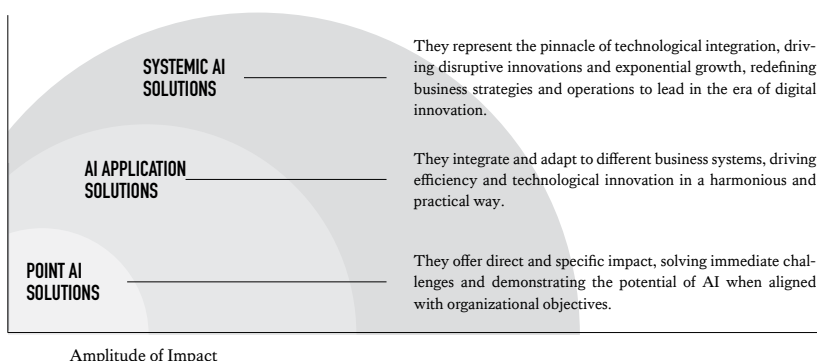 SYSTEMIC AI
SOLUTIONS
They represent the pinnacle of technological integration, driv-
ing disruptive innovations and exponential growth, redefining
business strategies and operations to lead in the era of digital
innovation.
AI APPLICATION
SOLUTIONS
They integrate and adapt to different business systems, driving
efficiency and technological innovation in a harmonious and
practical way.
POINT AI
SOLUTIONS
They offer direct and specific impact, solving immediate chal-
lenges and demonstrating the potential of AI when aligned
with organizational objectives.
Amplitude of Impact